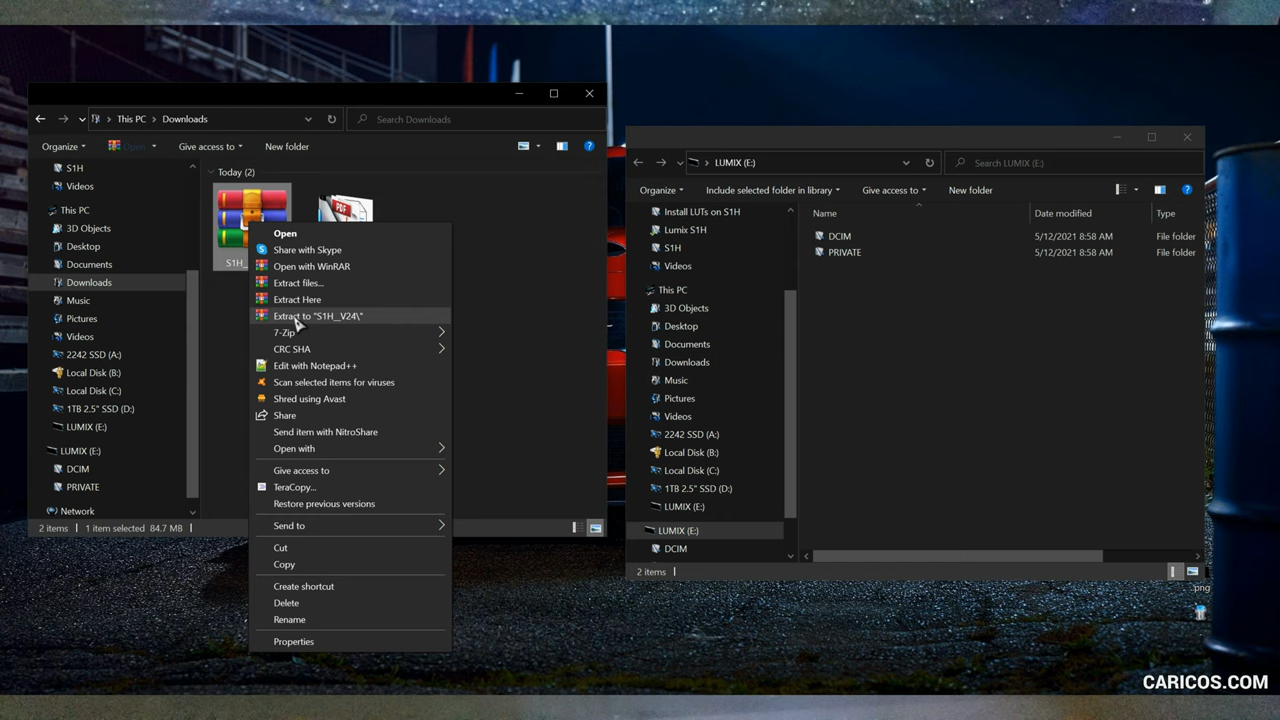 This PC
Downloads
Search Downloads
Organize
Open
Give access to
New folder
S1H
Videos
This PC
3D Objects
Desktop
Documents
Downloads
Music
Pictures
Videos
2242 SSD (A:)
Local Disk (B:)
Local Disk (C:)
1TB 2.5" SSD (D:)
LUMIX (E:)
LUMIX (E:)
DCIM
PRIVATE
Network
Today (2)
PDF
S1H_
2 items
1 item selected 84.7 MB
Open
Share with Skype
Open with WinRAR
Extract files...
Extract Here
Extract to "S1H__V24\"
7-Zip
CRC SHA
Edit with Notepad++
Scan selected items for viruses
Shred using Avast
Share
Send item with NitroShare
Open with
Give access to
TeraCopy...
Restore previous versions
Send to
Cut
Copy
Create shortcut
Delete
Rename
Properties
LUMIX (E:)
Search LUMIX (E:)
Organize
Include selected folder in library
Give access to
New folder
Install LUTs on S1H
Lumix S1H
S1H
Videos
This PC
3D Objects
Desktop
Documents
Downloads
Music
Pictures
Videos
2242 SSD (A:)
Local Disk (B:)
Local Disk (C:)
1TB 2.5" SSD (D:)
LUMIX (E:)
LUMIX (E:)
DCIM
Name Date modified Type
DCIM 5/12/2021 8:58 AM File folder
PRIVATE 5/12/2021 8:58 AM File folder
2 items
.png
CARICOS.COM